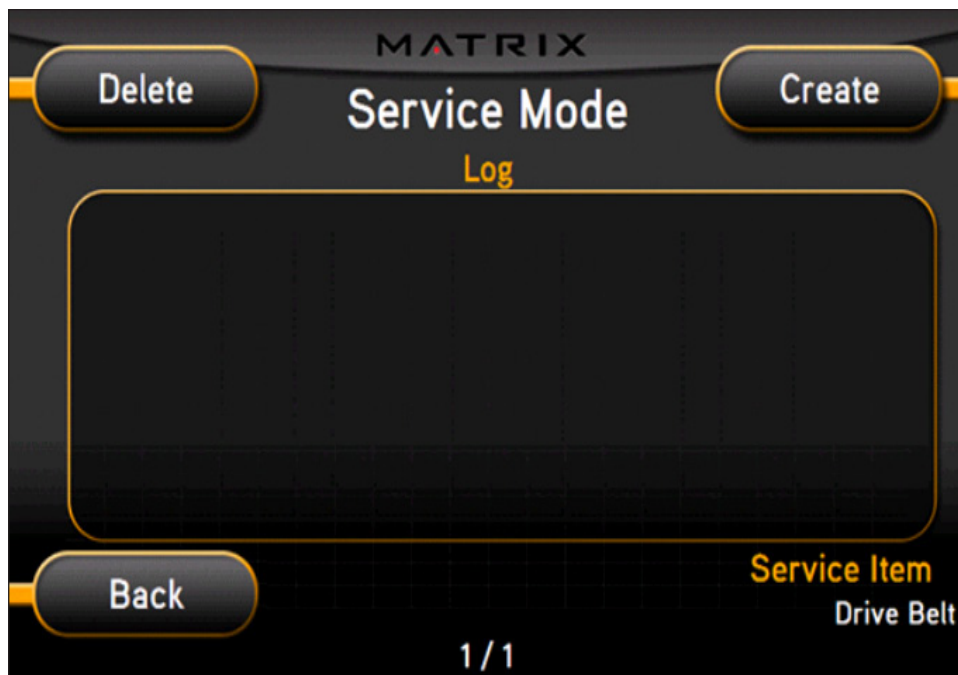 MATRIX
Delete
Service Mode
Create
Log
Service Item
Back
Drive Belt
1 / 1